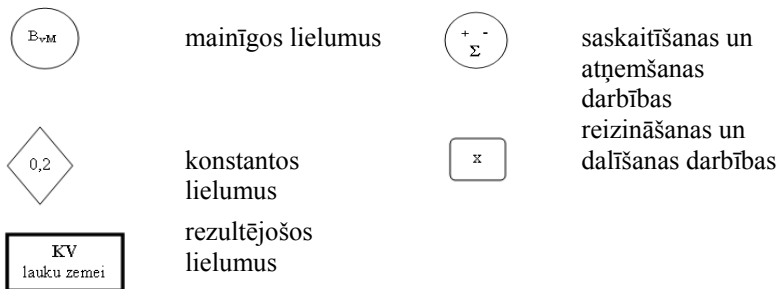 BvM
mainīgos lielumus
+ -
Σ
saskaitīšanas un
atņemšanas
darbības
0,2
konstantos
lielumus
x
reizināšanas un
dalīšanas darbības
KV
lauku zemei
rezultējošos
lielumus